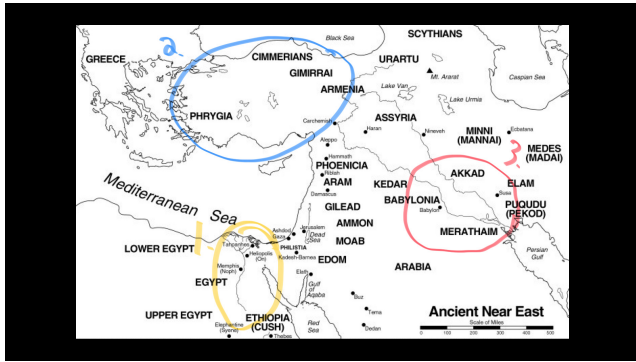 Black Sea
SCYTHIANS
2.
GREECE
CIMMERIANS
URARTU
GIMIRRAI
Mt. Ararat
Caspian Sea
ARMENIA
Lake Van
Lake Urmia
PHRYGIA
Carchemish
ASSYRIA
Haran
Nineveh
MINNI
(MANNAI)
Ecbatana
Aleppo
3.
MEDES
(MADAI)
Hammath
PHOENICIA
Riblah
ARAM
Damascus
KEDAR
AKKAD
ELAM
Susa
Mediterranean Sea
GILEAD
BABYLONIA
Babylon
PUQUDU
(PEKOD)
AMMON
1
Ashdod
Gaza
Jerusalem
Dead
Sea
MOAB
MERATHAIM
LOWER EGYPT
Tahpanhes
PHILISTIA
Heliopolis
(On)
Kadesh-Barnea
EDOM
Persian
Gulf
Memphis
(Noph)
Elath
ARABIA
EGYPT
Gulf
of
Aqaba
Buz
UPPER EGYPT
ETHIOPIA
(CUSH)
Tema
Ancient Near East
Elephantine
(Syene)
Red
Sea
Scale of Miles
0 100 200 300 400 500
Thebes
Dedan